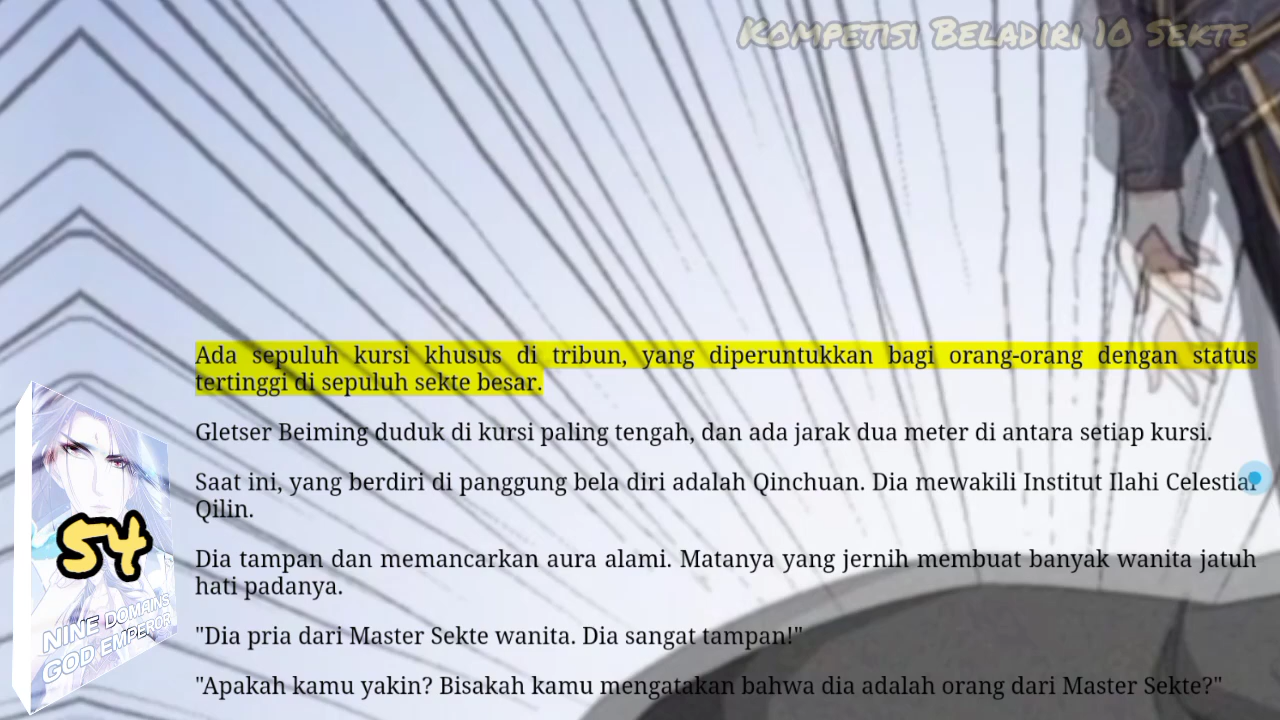 Kompetisi Beladiri 10 Sekte
Ada sepuluh kursi khusus di tribun, yang diperuntukkan bagi orang-orang dengan status
tertinggi di sepuluh sekte besar.
Gletser Beiming duduk di kursi paling tengah, dan ada jarak dua meter di antara setiap kursi.
Saat ini, yang berdiri di panggung bela diri adalah Qinchuan. Dia mewakili Institut Ilahi Celestial
Qilin.
Dia tampan dan memancarkan aura alami. Matanya yang jernih membuat banyak wanita jatuh
hati padanya.
"Dia pria dari Master Sekte wanita. Dia sangat tampan!"
"Apakah kamu yakin? Bisakah kamu mengatakan bahwa dia adalah orang dari Master Sekte?"
54
NINE DOMAINS
GOD EMPEROR